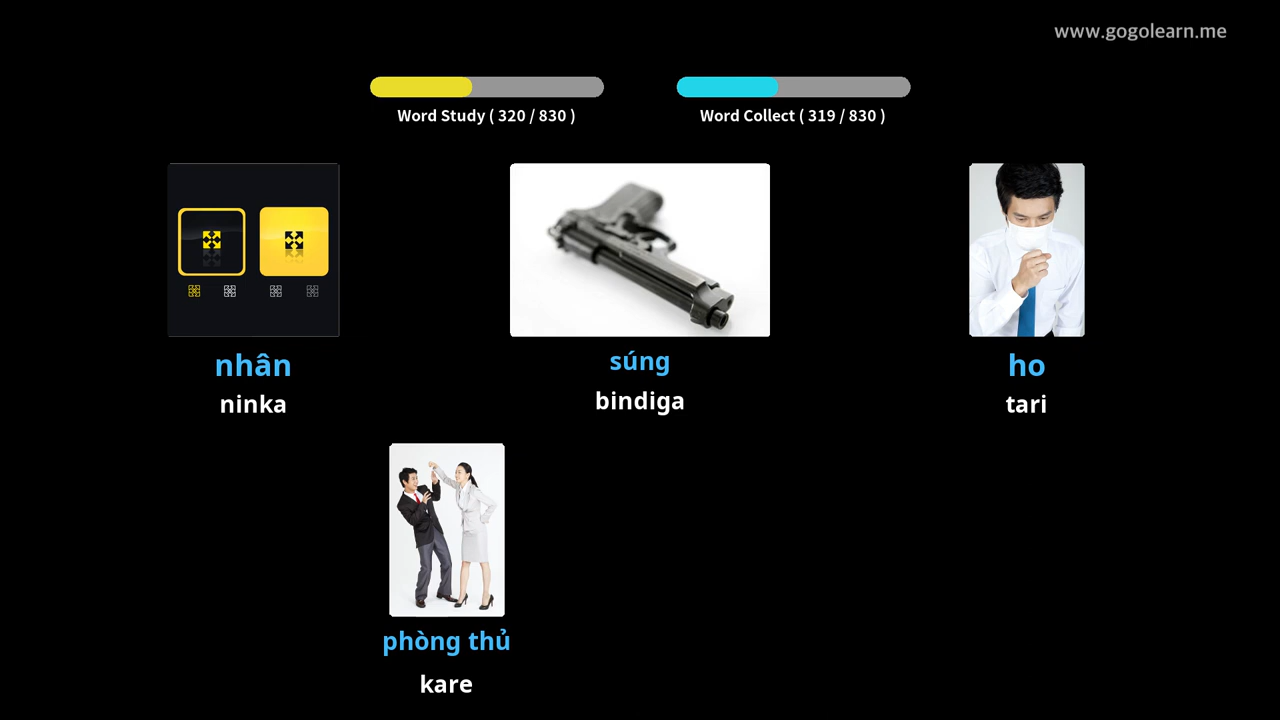 www.gogolearn.me
Word Study ( 320 / 830 )
Word Collect ( 319 / 830 )
nhân
ninka
súng
bindiga
ho
tari
phòng thủ
kare